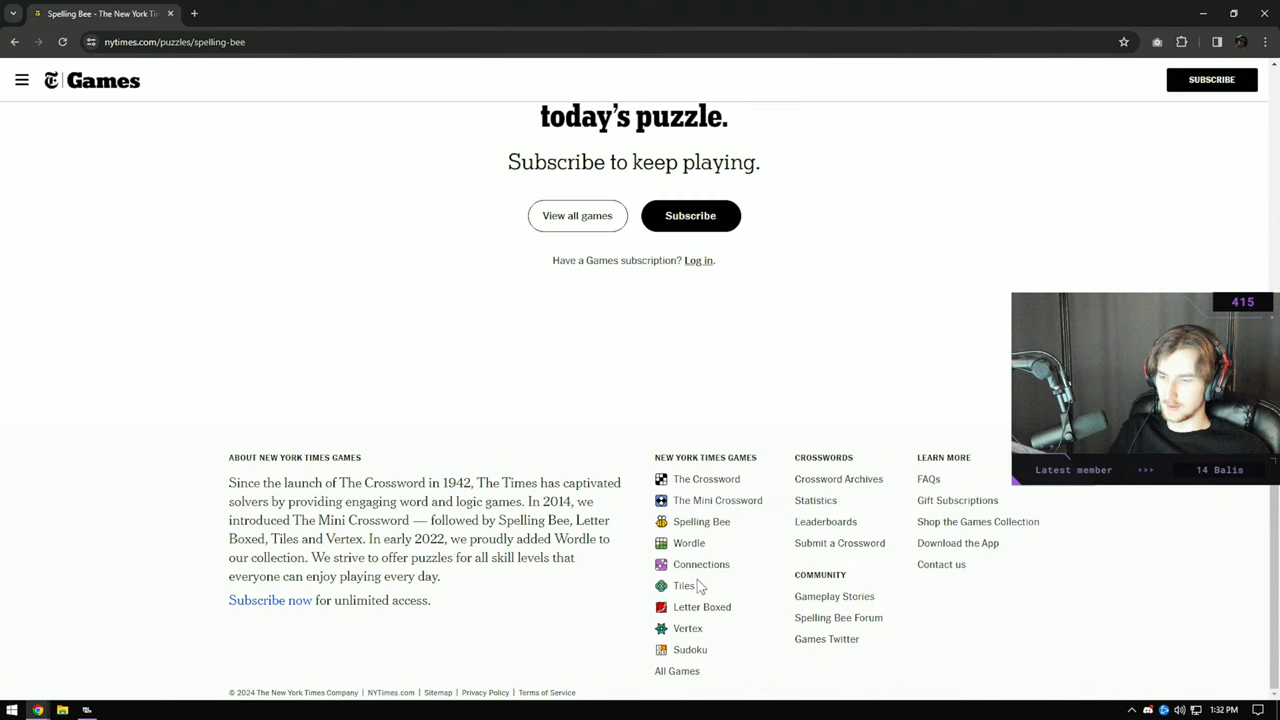 Spelling Bee - The New York Tim
nytimes.com/puzzles/spelling-bee
T Games
SUBSCRIBE
today's puzzle.
Subscribe to keep playing.
View all games
Subscribe
Have a Games subscription? Log in.
415
Latest member >>> 14 Balis
ABOUT NEW YORK TIMES GAMES
Since the launch of The Crossword in 1942, The Times has captivated
solvers by providing engaging word and logic games. In 2014, we
introduced The Mini Crossword — followed by Spelling Bee, Letter
Boxed, Tiles and Vertex. In early 2022, we proudly added Wordle to
our collection. We strive to offer puzzles for all skill levels that
everyone can enjoy playing every day.
Subscribe now for unlimited access.
NEW YORK TIMES GAMES
The Crossword
The Mini Crossword
Spelling Bee
Wordle
Connections
Tiles
Letter Boxed
Vertex
Sudoku
All Games
CROSSWORDS
Crossword Archives
Statistics
Leaderboards
Submit a Crossword
COMMUNITY
Gameplay Stories
Spelling Bee Forum
Games Twitter
LEARN MORE
FAQs
Gift Subscriptions
Shop the Games Collection
Download the App
Contact us
© 2024 The New York Times Company | NYTimes.com | Sitemap | Privacy Policy | Terms of Service
1:32 PM